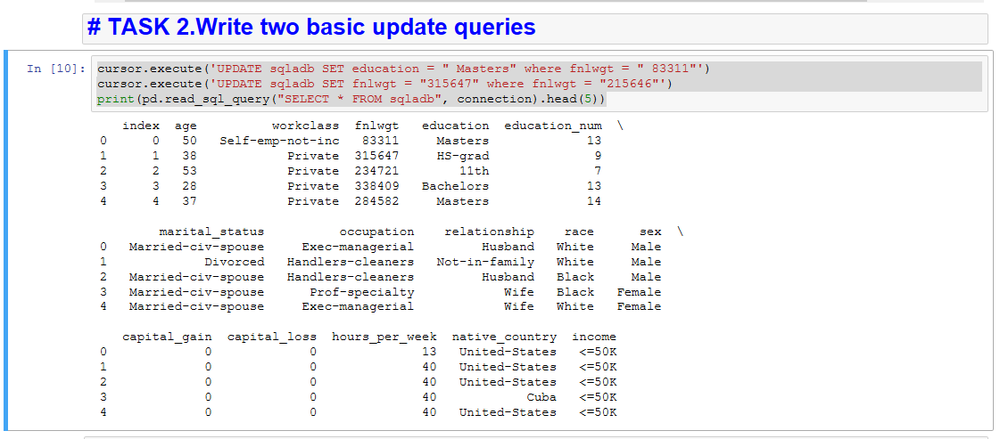 # TASK 2.Write two basic update queries
In [10]: cursor.execute('UPDATE sqladb SET education = " Masters" where fnlwgt = " 83311"')
cursor.execute('UPDATE sqladb SET fnlwgt = "315647" where fnlwgt = "215646"')
print(pd.read_sql_query("SELECT * FROM sqladb", connection).head(5))
index age workclass fnlwgt education education_num \
0 0 50 Self-emp-not-inc 83311 Masters 13
1 1 38 Private 315647 HS-grad 9
2 2 53 Private 234721 11th 7
3 3 28 Private 338409 Bachelors 13
4 4 37 Private 284582 Masters 14
marital_status occupation relationship race sex \
0 Married-civ-spouse Exec-managerial Husband White Male
1 Divorced Handlers-cleaners Not-in-family White Male
2 Married-civ-spouse Handlers-cleaners Husband Black Male
3 Married-civ-spouse Prof-specialty Wife Black Female
4 Married-civ-spouse Exec-managerial Wife White Female
capital_gain capital_loss hours_per_week native_country income
0 0 0 13 United-States <=50K
1 0 0 40 United-States <=50K
2 0 0 40 United-States <=50K
3 0 0 40 Cuba <=50K
4 0 0 40 United-States <=50K